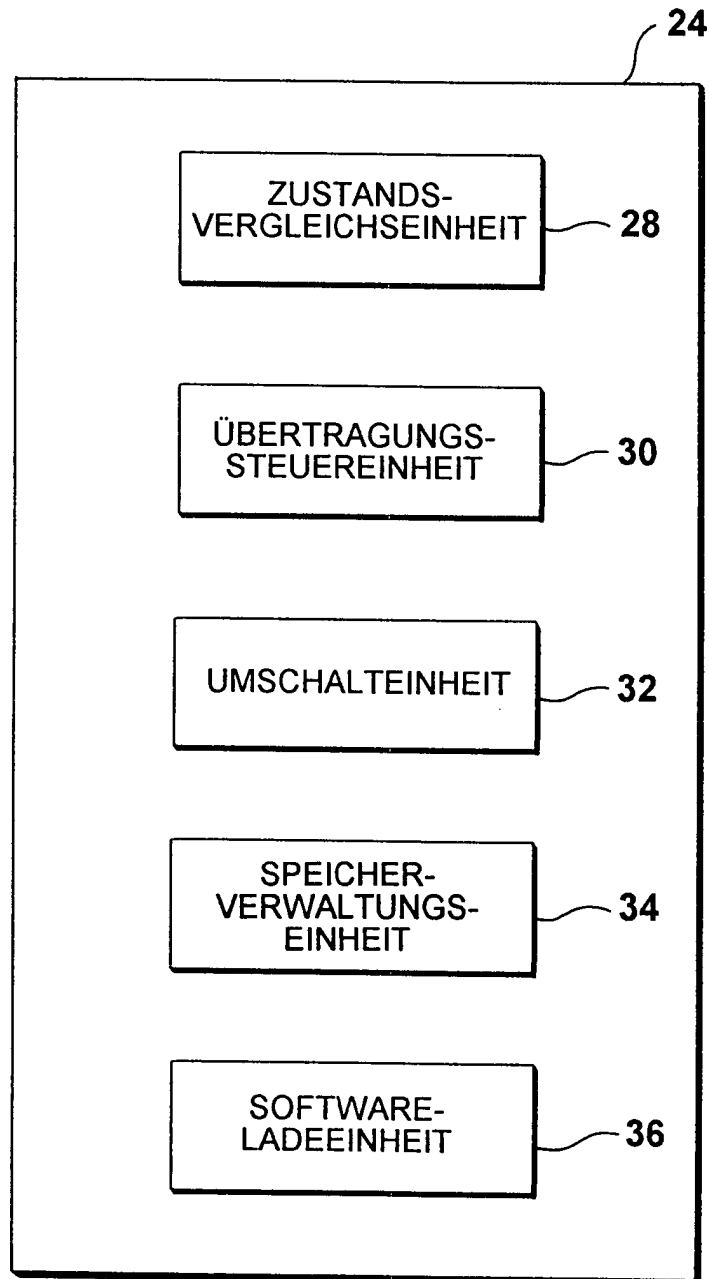 24
ZUSTANDS-
VERGLEICHSEINHEIT
28
ÜBERTRAGUNGS-
STEUEREINHEIT
30
UMSCHALTEINHEIT
32
SPEICHER-
VERWALTUNGS-
EINHEIT
34
SOFTWARE-
LADEEINHEIT
36